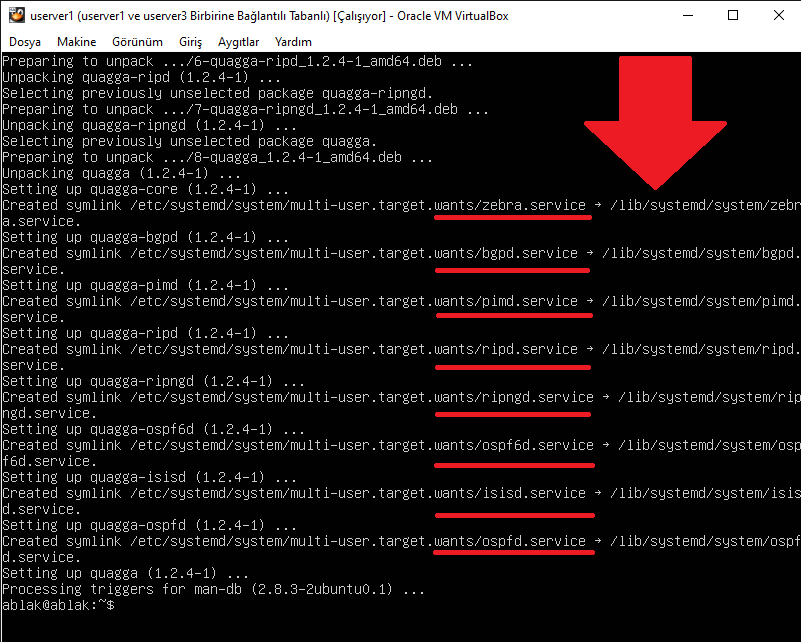 userver1 (userver1 ve userver3 Birbirine Bağlantılı Tabanlı) [Çalışıyor] - Oracle VM VirtualBox
Dosya Makine Görünüm Giriş Aygıtlar Yardım
Preparing to unpack .../6-quagga-ripd_1.2.4-1_amd64.deb ...
Unpacking quagga-ripd (1.2.4-1) ...
Selecting previously unselected package quagga-ripngd.
Preparing to unpack .../7-quagga-ripngd_1.2.4-1_amd64.deb ...
Unpacking quagga-ripngd (1.2.4-1) ...
Selecting previously unselected package quagga.
Preparing to unpack .../8-quagga_1.2.4-1_amd64.deb ...
Unpacking quagga (1.2.4-1) ...
Setting up quagga-core (1.2.4-1) ...
Created symlink /etc/systemd/system/multi-user.target.wants/zebra.service → /lib/systemd/system/zebr
a.service.
Setting up quagga-bgpd (1.2.4-1) ...
Created symlink /etc/systemd/system/multi-user.target.wants/bgpd.service → /lib/systemd/system/bgpd.
service.
Setting up quagga-pimd (1.2.4-1) ...
Created symlink /etc/systemd/system/multi-user.target.wants/pimd.service → /lib/systemd/system/pimd.
service.
Setting up quagga-ripd (1.2.4-1) ...
Created symlink /etc/systemd/system/multi-user.target.wants/ripd.service → /lib/systemd/system/ripd.
service.
Setting up quagga-ripngd (1.2.4-1) ...
Created symlink /etc/systemd/system/multi-user.target.wants/ripngd.service → /lib/systemd/system/rip
ngd.service.
Setting up quagga-ospf6d (1.2.4-1) ...
Created symlink /etc/systemd/system/multi-user.target.wants/ospf6d.service → /lib/systemd/system/osp
f6d.service.
Setting up quagga-isisd (1.2.4-1) ...
Created symlink /etc/systemd/system/multi-user.target.wants/isisd.service → /lib/systemd/system/isis
d.service.
Setting up quagga-ospfd (1.2.4-1) ...
Created symlink /etc/systemd/system/multi-user.target.wants/ospfd.service → /lib/systemd/system/ospf
d.service.
Setting up quagga (1.2.4-1) ...
Processing triggers for man-db (2.8.3-2ubuntu0.1) ...
ablak@ablak:~$